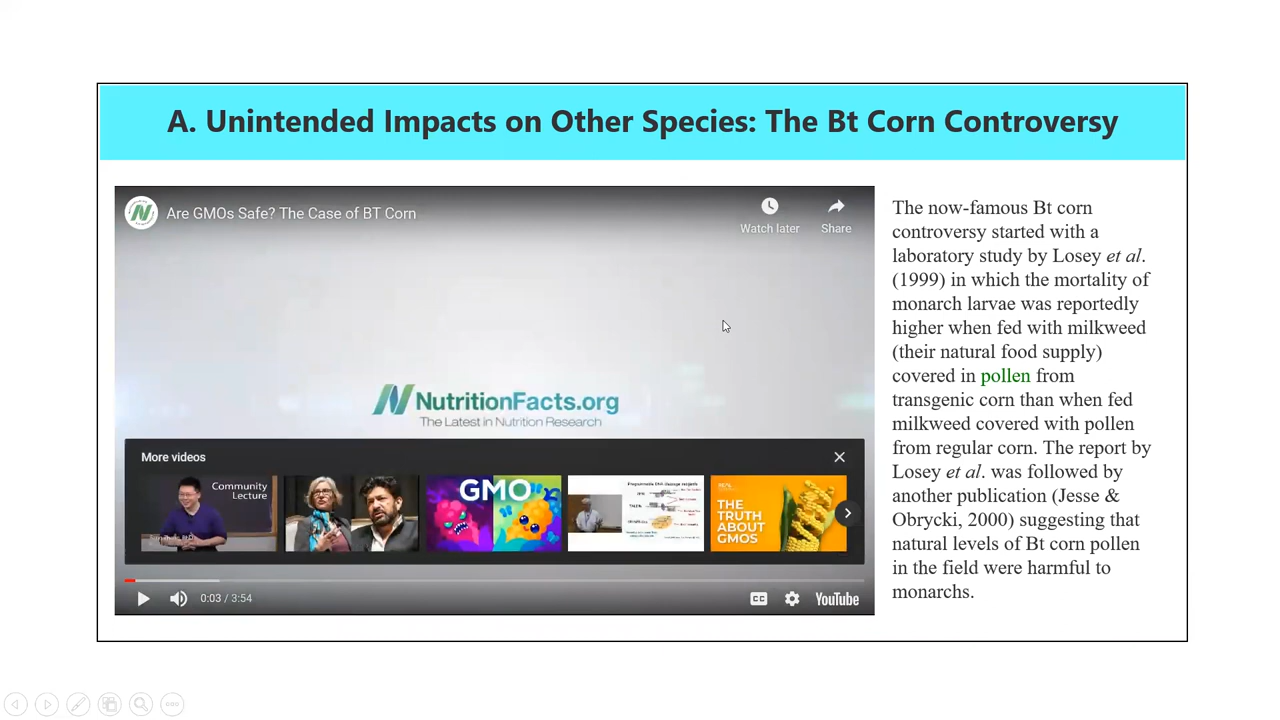 A. Unintended Impacts on Other Species: The Bt Corn Controversy
Are GMOs Safe? The Case of BT Corn
Watch later
Share
NutritionFacts.org
The Latest in Nutrition Research
More videos
Community
Lecture
GMO
Programmable DNA cleavage reagents
THE
TRUTH
ABOUT
GMOS
0:03 / 3:54
CC
YouTube
The now-famous Bt corn
controversy started with a
laboratory study by Losey et al.
(1999) in which the mortality of
monarch larvae was reportedly
higher when fed with milkweed
(their natural food supply)
covered in pollen from
transgenic corn than when fed
milkweed covered with pollen
from regular corn. The report by
Losey et al. was followed by
another publication (Jesse &
Obrycki, 2000) suggesting that
natural levels of Bt corn pollen
in the field were harmful to
monarchs.